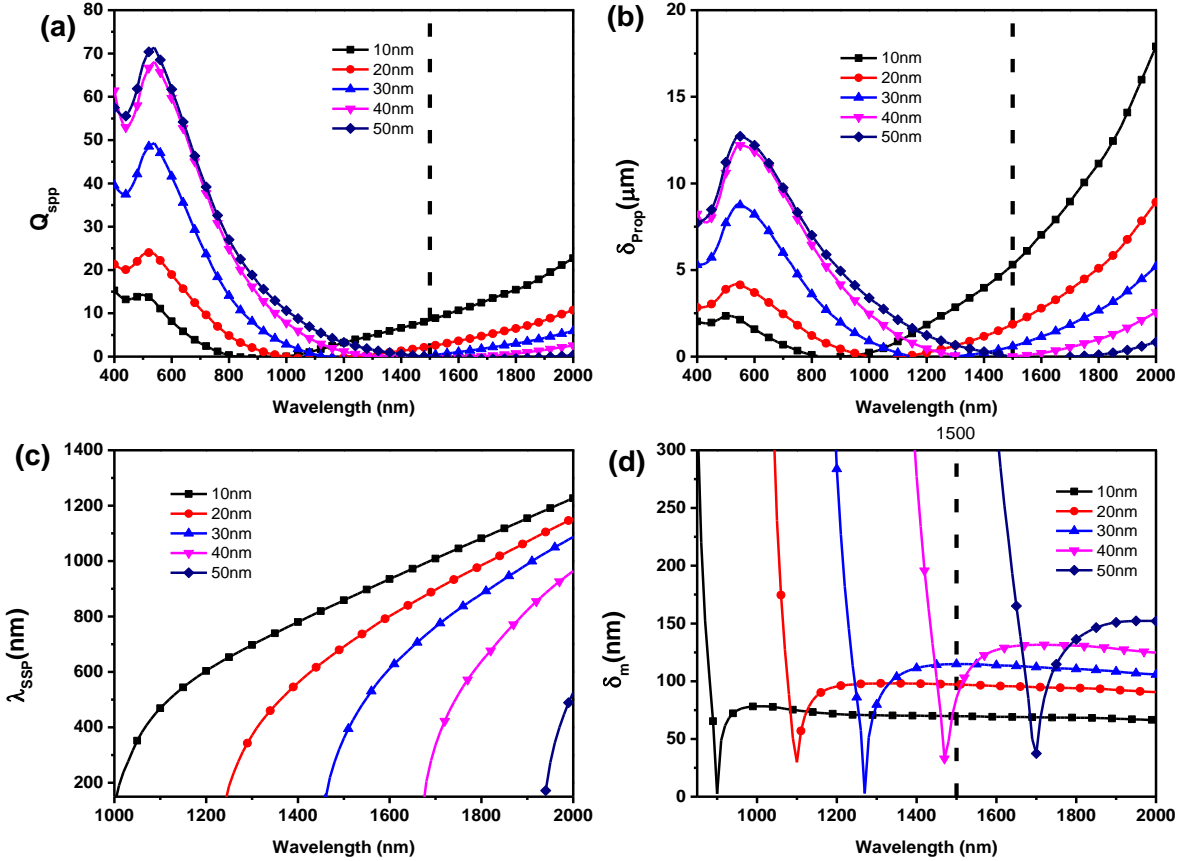 (a)
Q_spp
70
60
50
40
30
20
10
0
10nm
20nm
30nm
40nm
50nm
400 600 800 1000 1200 1400 1600 1800 2000
Wavelength (nm)
(b)
δ_Prop(μm)
20
15
10
5
0
10nm
20nm
30nm
40nm
50nm
400 600 800 1000 1200 1400 1600 1800 2000
Wavelength (nm)
(c)
λ_SSP(nm)
1400
1200
1000
800
600
400
200
10nm
20nm
30nm
40nm
50nm
1000 1200 1400 1600 1800 2000
Wavelength (nm)
1500
(d)
δ_m(nm)
300
250
200
150
100
50
0
10nm
20nm
30nm
40nm
50nm
1000 1200 1400 1600 1800 2000
Wavelength (nm)